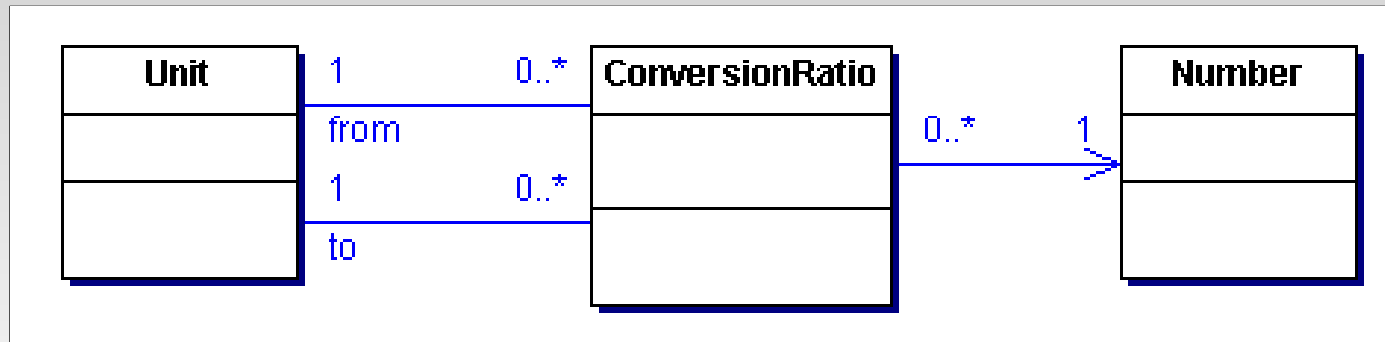 Unit
1
0..*
from
1
0..*
to
ConversionRatio
0..*
1
Number